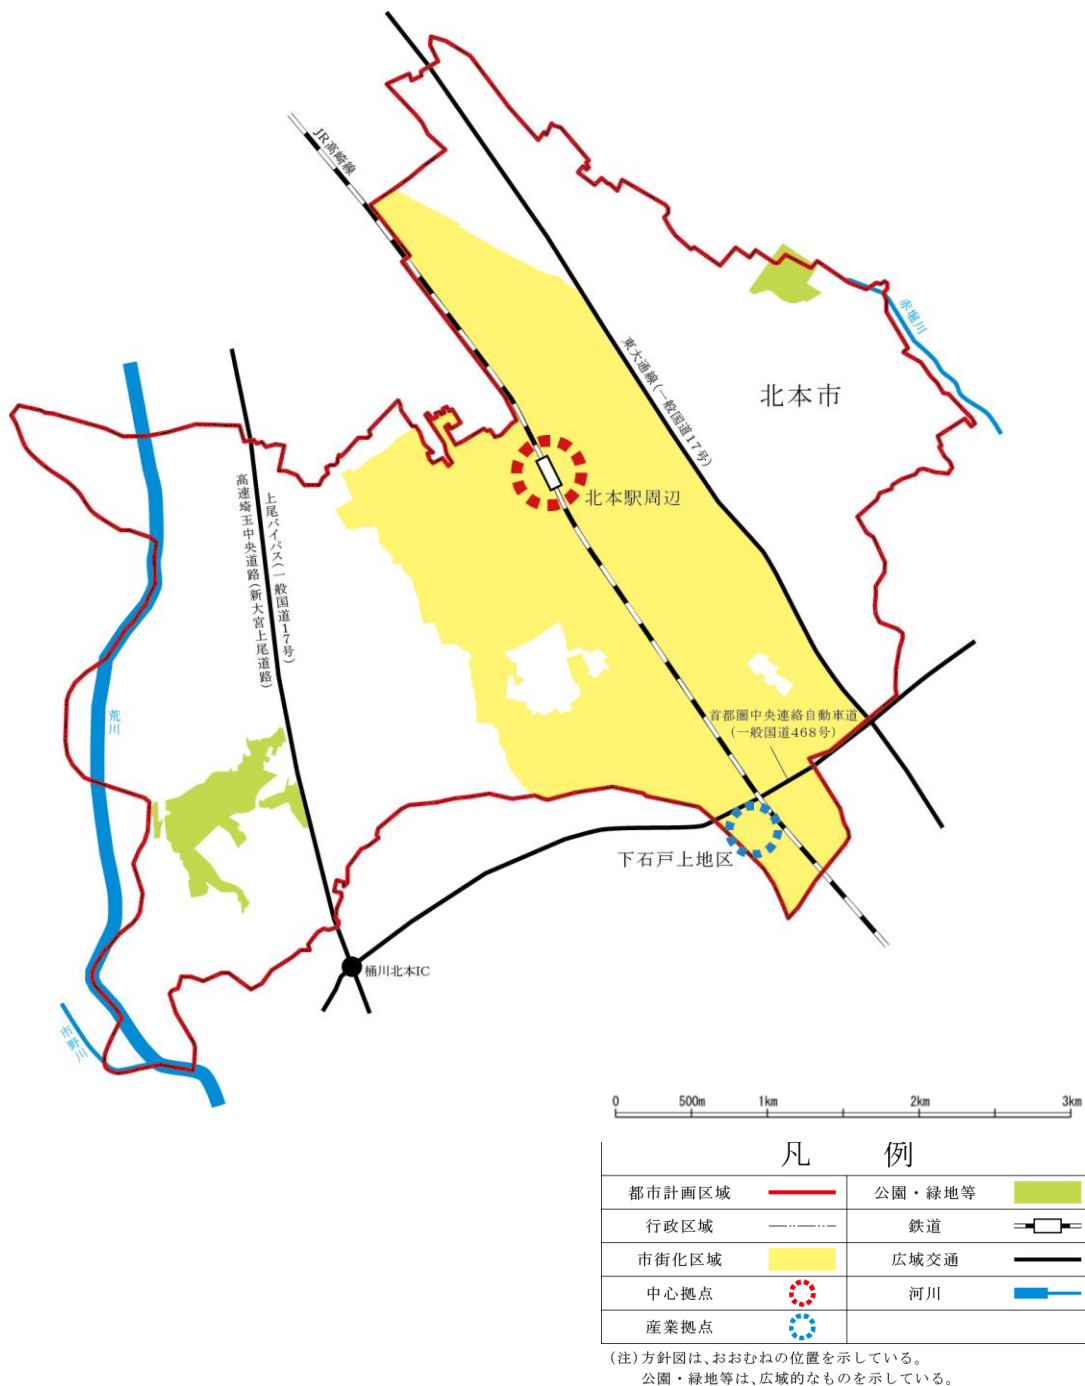 JR高崎線
赤堀川
東大通線(一般国道17号)
北本市
北本駅周辺
上尾バイパス(一般国道17号)
高速埼玉中央道路(新大宮上尾道路)
荒川
首都圏中央連絡自動車道
(一般国道468号)
下石戸上地区
桶川北本IC
市野川
0 500m 1km 2km 3km
凡 例
都市計画区域 公園・緑地等
行政区域 鉄道
市街化区域 広域交通
中心拠点 河川
産業拠点
(注)方針図は、おおむねの位置を示している。
公園・緑地等は、広域的なものを示している。